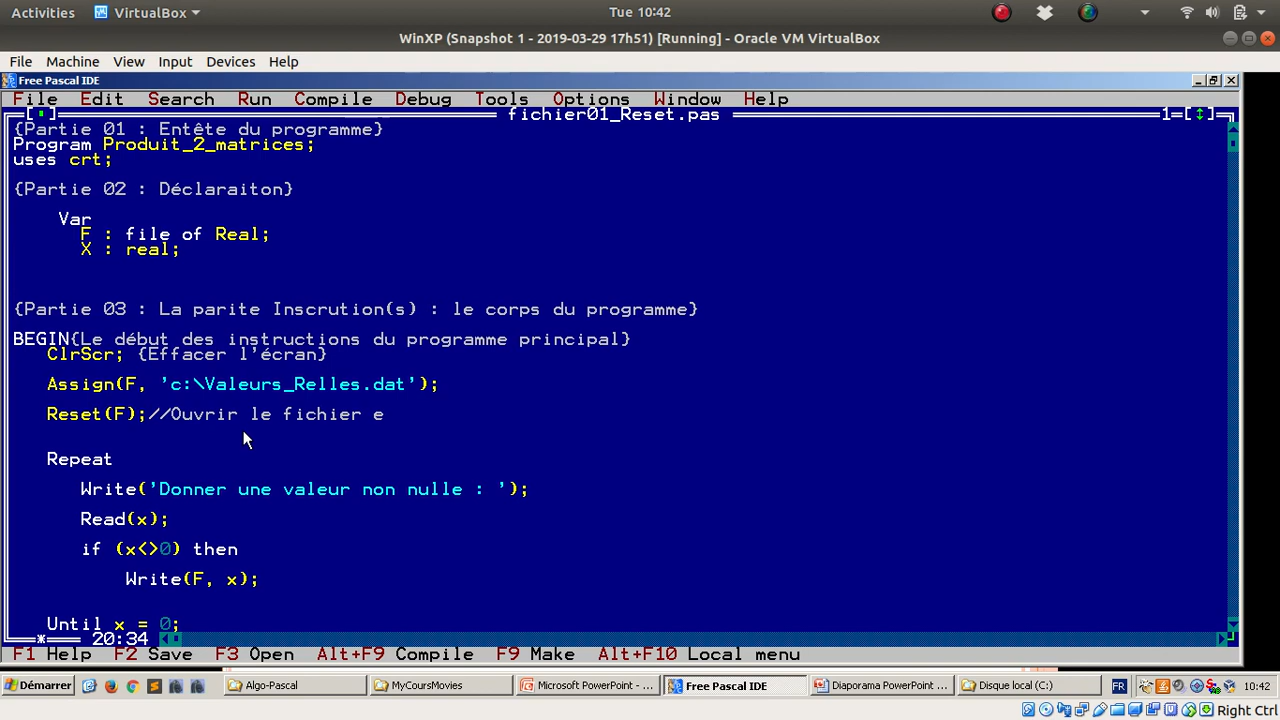 Activities VirtualBox Tue 10:42
WinXP (Snapshot 1 - 2019-03-29 17h51) [Running] - Oracle VM VirtualBox
File Machine View Input Devices Help
Free Pascal IDE
File Edit Search Run Compile Debug Tools Options Window Help
fichier01_Reset.pas 1
{Partie 01 : Entête du programme}
Program Produit_2_matrices;
uses crt;
{Partie 02 : Déclaraiton}
Var
F : file of Real;
X : real;
{Partie 03 : La parite Inscrution(s) : le corps du programme}
BEGIN{Le début des instructions du programme principal}
ClrScr; {Effacer l'écran}
Assign(F, 'c:\Valeurs_Relles.dat');
Reset(F);//Ouvrir le fichier e
Repeat
Write('Donner une valeur non nulle : ');
Read(x);
if (x<>0) then
Write(F, x);
Until x = 0;
20:34
F1 Help F2 Save F3 Open Alt+F9 Compile F9 Make Alt+F10 Local menu
Démarrer Algo-Pascal MyCoursMovies Microsoft PowerPoint - ... Free Pascal IDE Diaporama PowerPoint ... Disque local (C:) FR 10:42
Right Ctrl